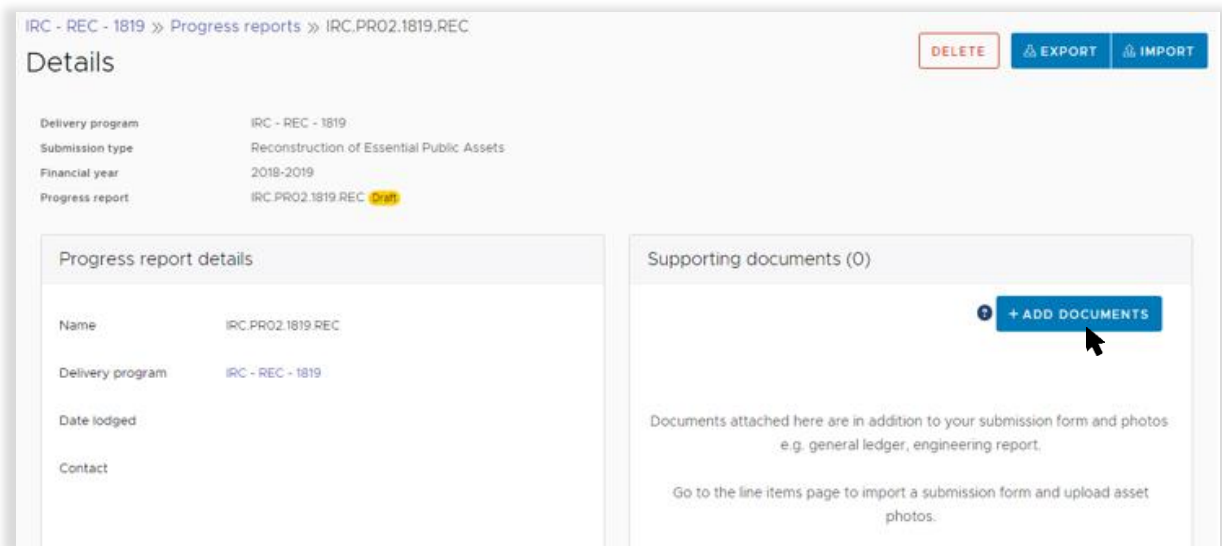 IRC - REC - 1819 » Progress reports » IRC.PR02.1819.REC
Details
DELETE
EXPORT
IMPORT
Delivery program IRC - REC - 1819
Submission type Reconstruction of Essential Public Assets
Financial year 2018-2019
Progress report IRC.PR02.1819.REC Draft
Progress report details
Name IRC.PR02.1819.REC
Delivery program IRC - REC - 1819
Date lodged
Contact
Supporting documents (0)
? + ADD DOCUMENTS
Documents attached here are in addition to your submission form and photos
e.g. general ledger, engineering report.
Go to the line items page to import a submission form and upload asset
photos.